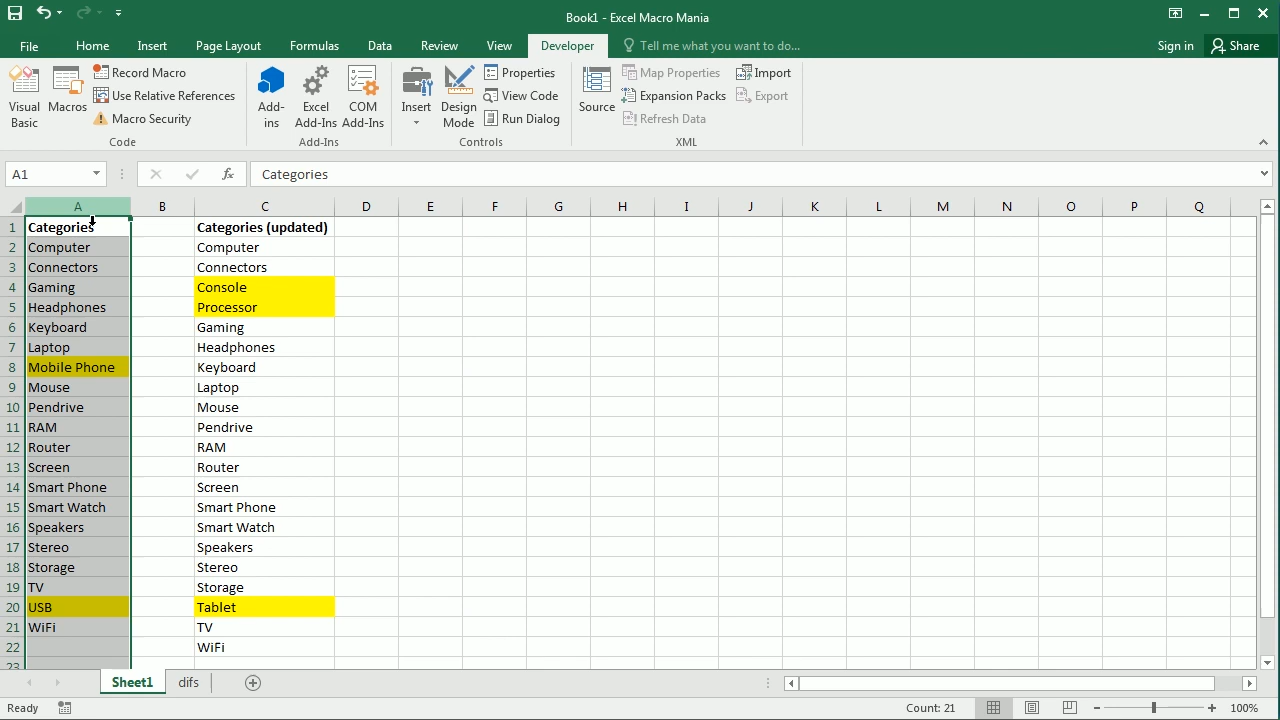 Book1 - Excel Macro Mania
File Home Insert Page Layout Formulas Data Review View Developer Tell me what you want to do... Sign in Share
Visual Basic
Macros
Record Macro
Use Relative References
Macro Security
Code
Add-ins
Excel Add-Ins
COM Add-Ins
Add-Ins
Insert
Design Mode
Properties
View Code
Run Dialog
Controls
Source
Map Properties
Expansion Packs
Refresh Data
Import
Export
XML
A1 fx Categories
A B C D E F G H I J K L M N O P Q
1 Categories Categories (updated)
2 Computer Computer
3 Connectors Connectors
4 Gaming Console
5 Headphones Processor
6 Keyboard Gaming
7 Laptop Headphones
8 Mobile Phone Keyboard
9 Mouse Laptop
10 Pendrive Mouse
11 RAM Pendrive
12 Router RAM
13 Screen Router
14 Smart Phone Screen
15 Smart Watch Smart Phone
16 Speakers Smart Watch
17 Stereo Speakers
18 Storage Stereo
19 TV Storage
20 USB Tablet
21 WiFi TV
22 WiFi
23
Sheet1 difs
Ready Count: 21 100%